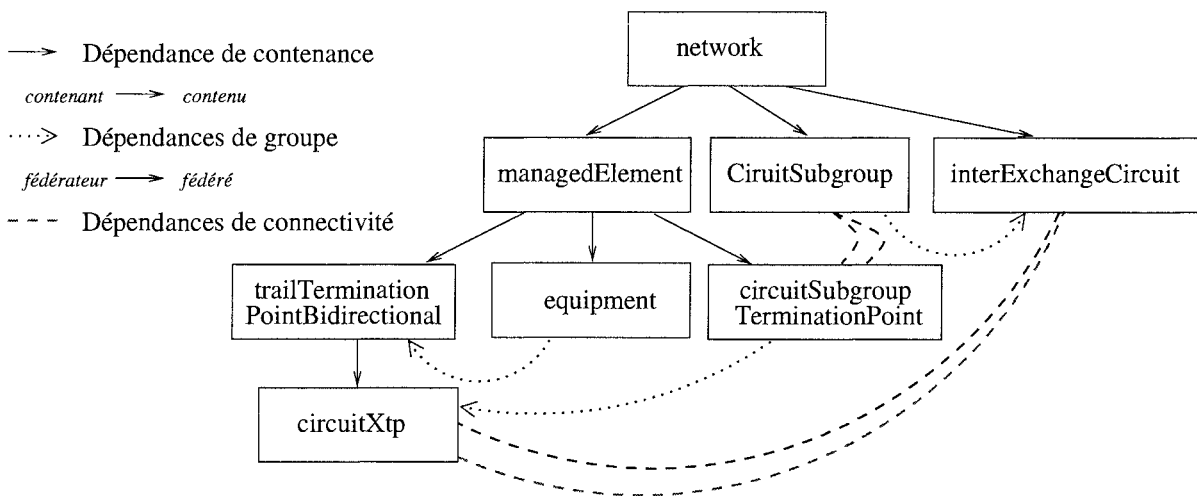 Dépendance de contenance
contenant contenu
Dépendances de groupe
fédérateur fédéré
Dépendances de connectivité
network
managedElement
CiruitSubgroup
interExchangeCircuit
trailTermination
PointBidirectional
equipment
circuitSubgroup
TerminationPoint
circuitXtp